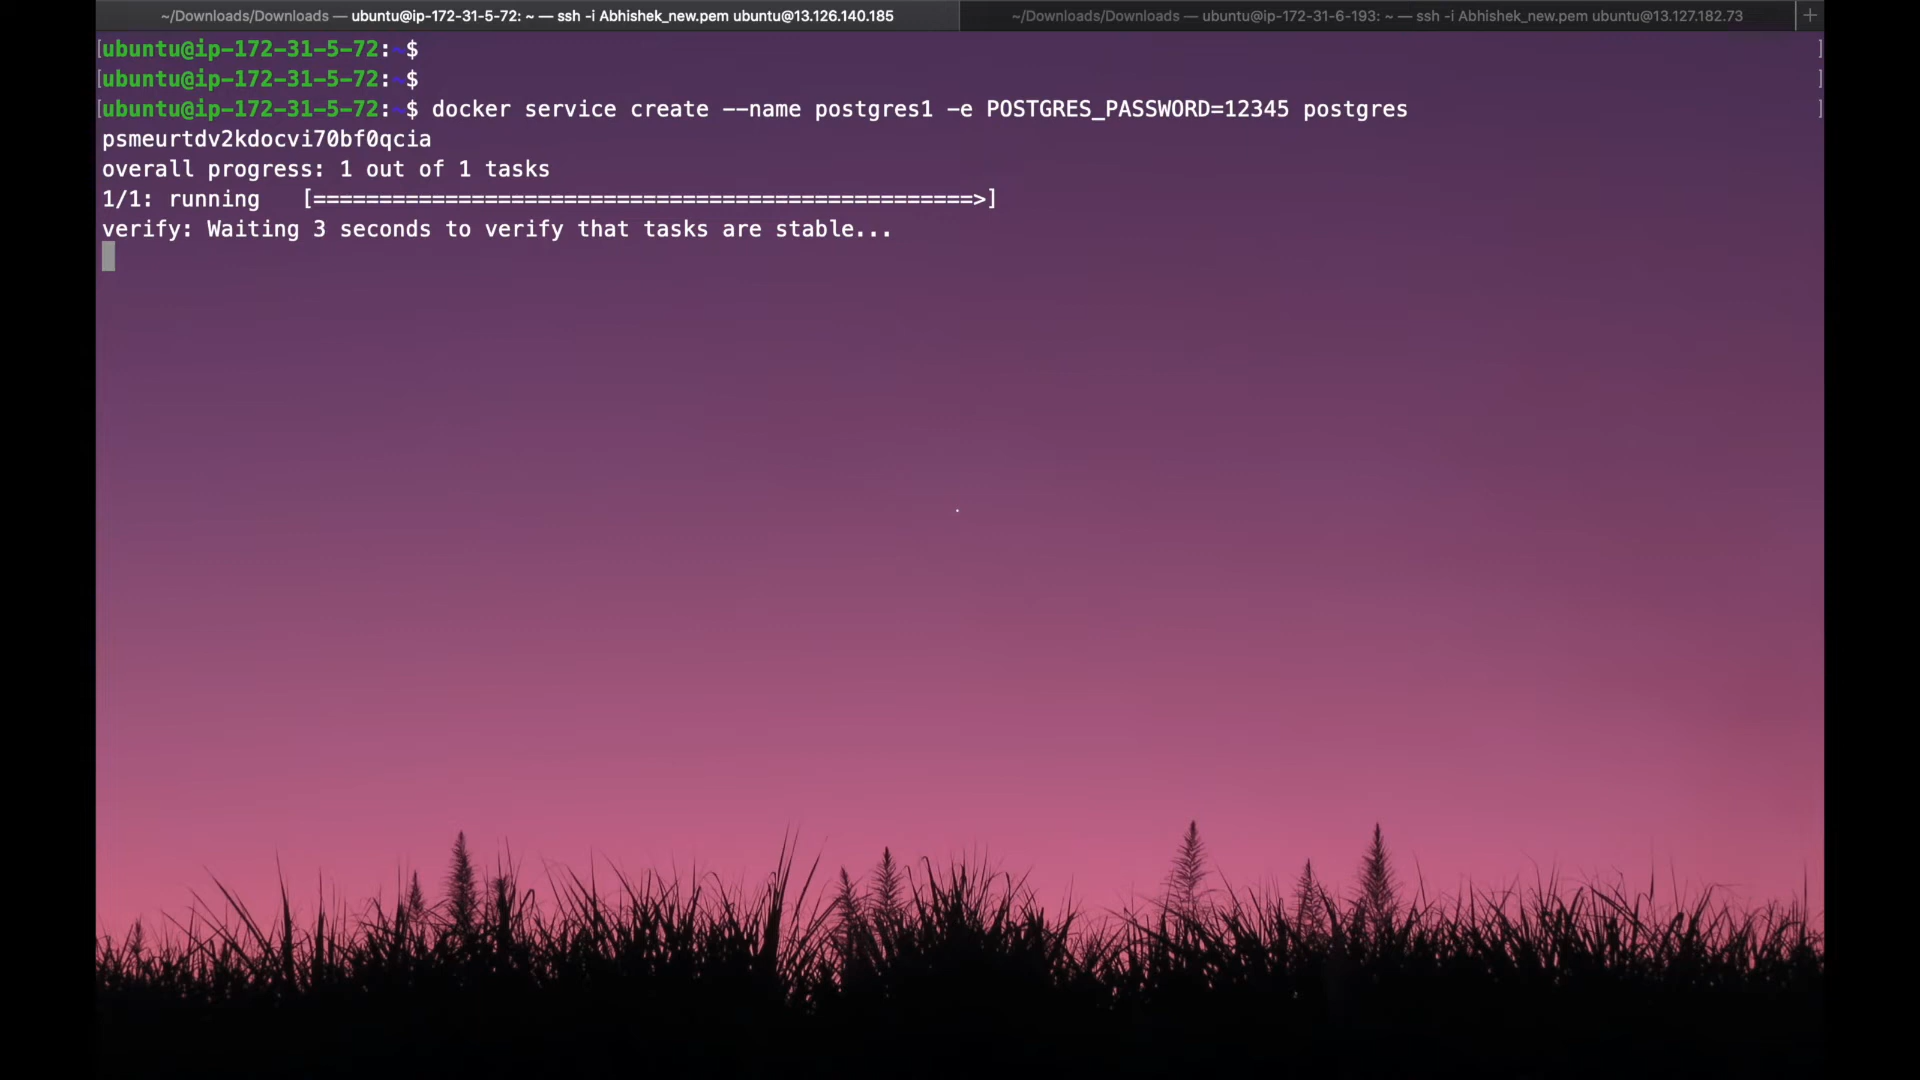 ~/Downloads/Downloads — ubuntu@ip-172-31-5-72: ~ — ssh -i Abhishek_new.pem ubuntu@13.126.140.185
~/Downloads/Downloads — ubuntu@ip-172-31-6-193: ~ — ssh -i Abhishek_new.pem ubuntu@13.127.182.73 +
[ubuntu@ip-172-31-5-72:~$ ]
[ubuntu@ip-172-31-5-72:~$ ]
[ubuntu@ip-172-31-5-72:~$ docker service create --name postgres1 -e POSTGRES_PASSWORD=12345 postgres ]
psmeurtdv2kdocvi70bf0qcia
overall progress: 1 out of 1 tasks
1/1: running   [==================================================>]
verify: Waiting 3 seconds to verify that tasks are stable...